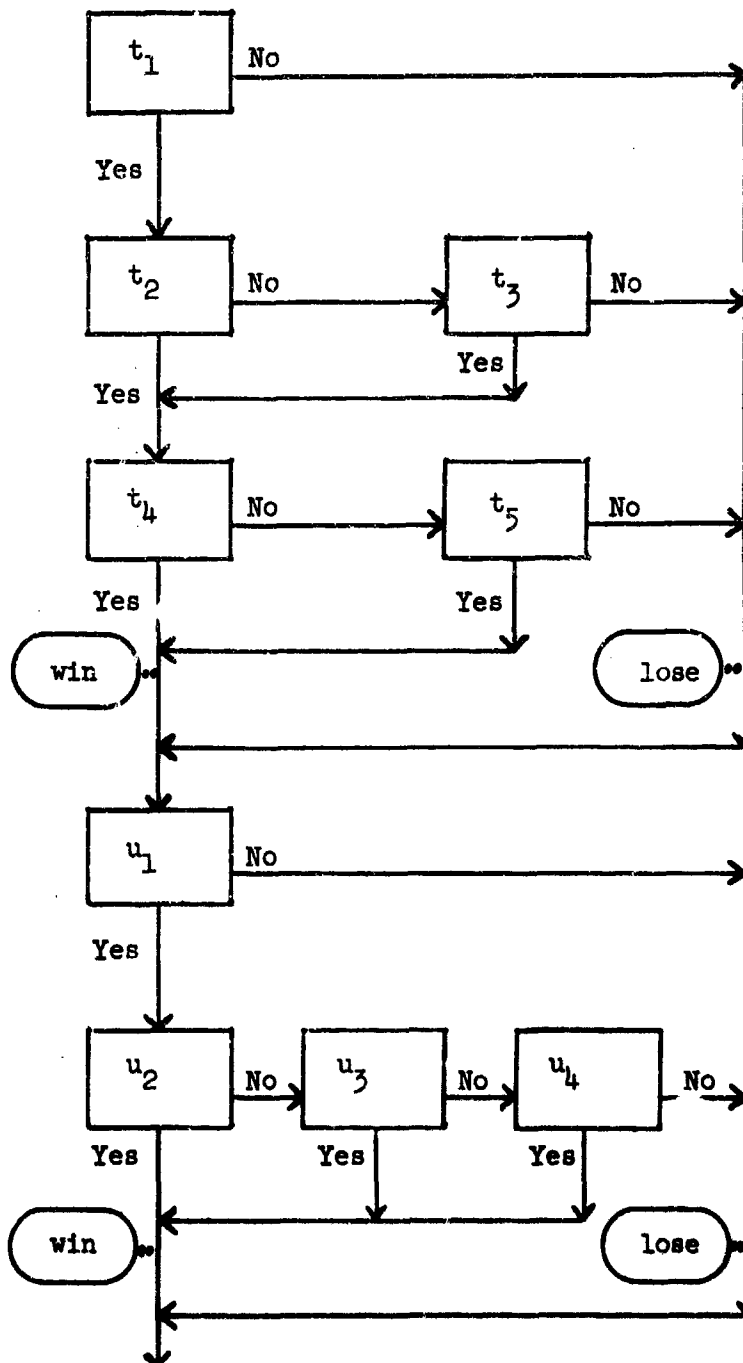 t1 No
Yes
t2 No t3 No
Yes
Yes
t4 No t5 No
Yes Yes
win lose
u1 No
Yes
u2 No u3 No u4 No
Yes Yes Yes
win lose